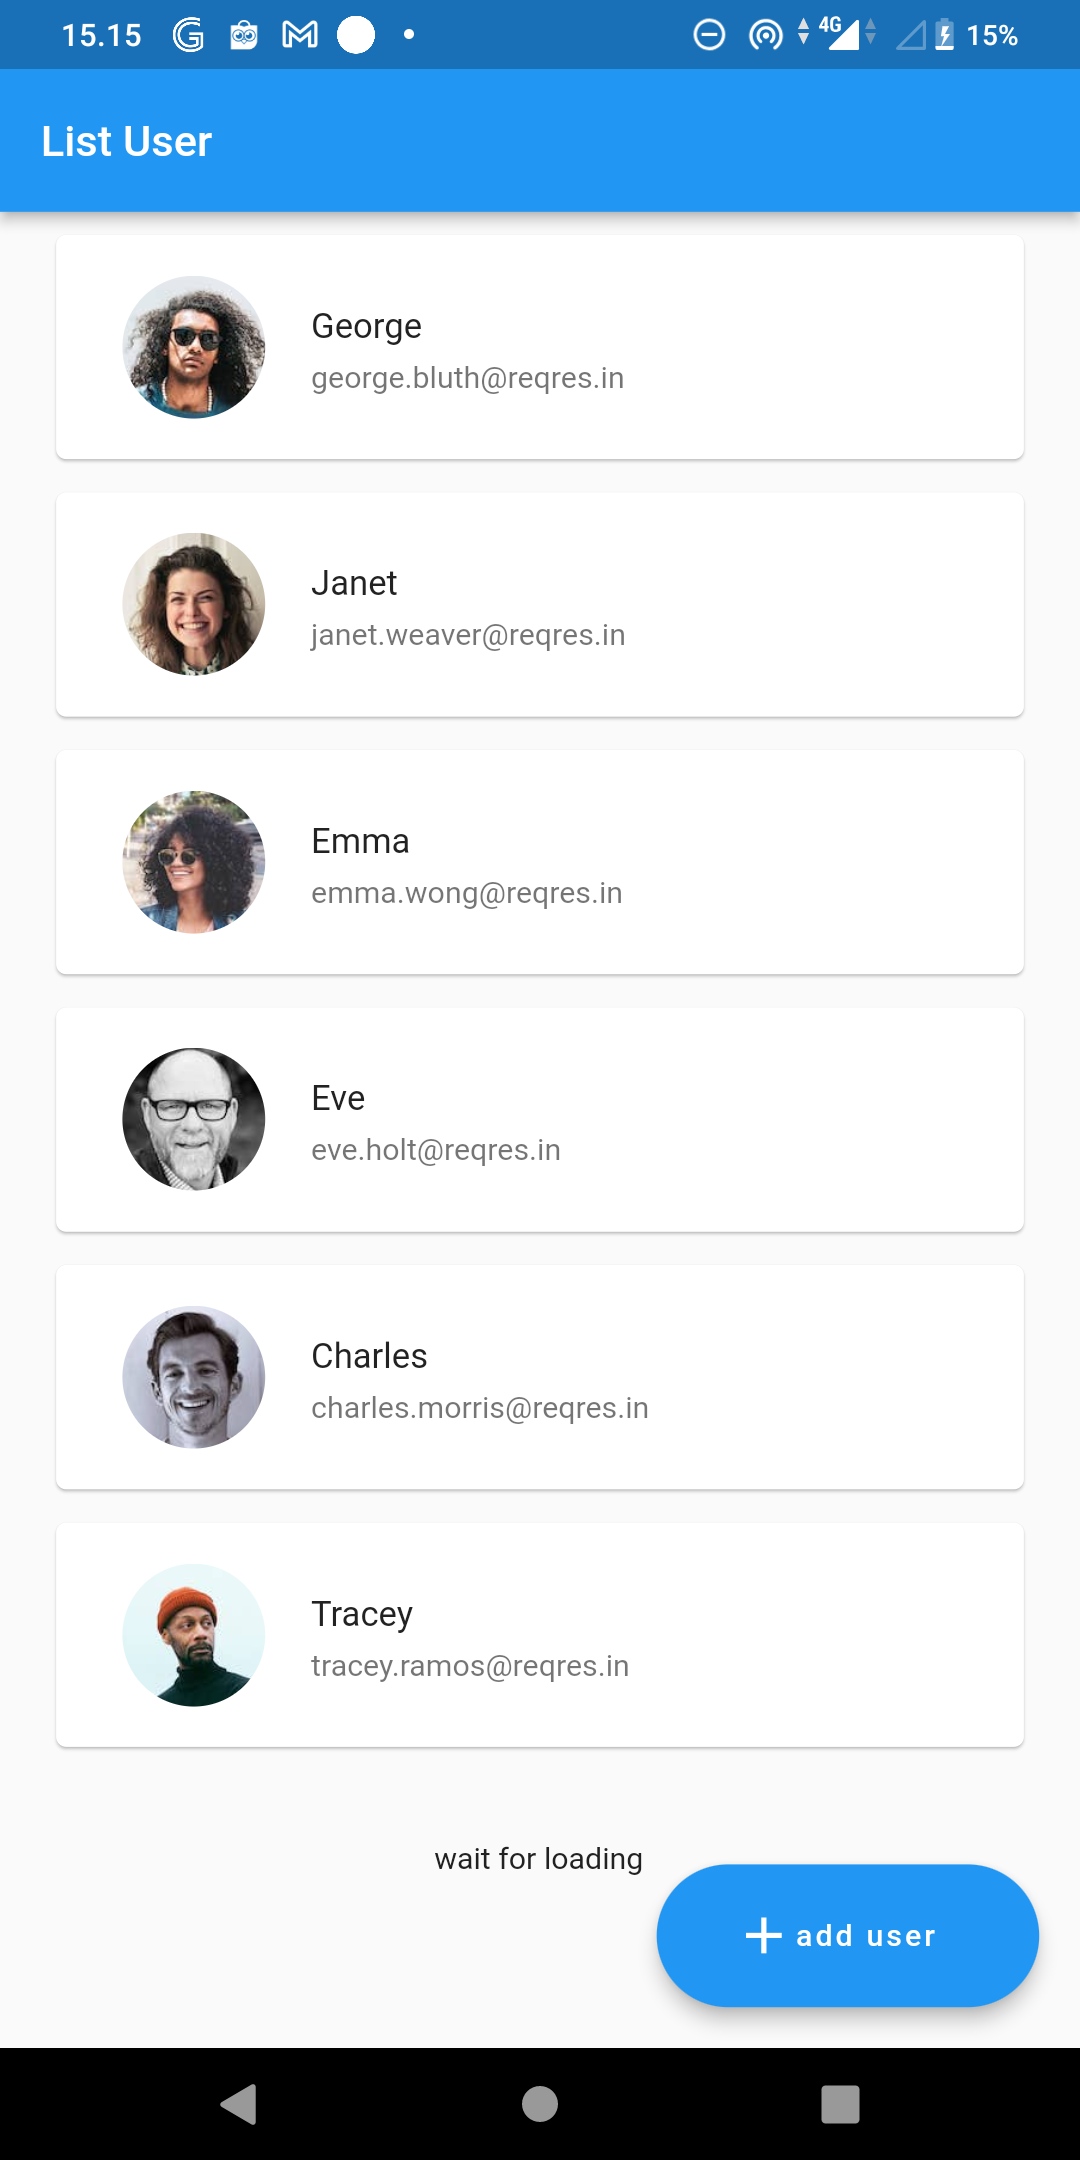 15.15
4G
15%
List User
George
george.bluth@reqres.in
Janet
janet.weaver@reqres.in
Emma
emma.wong@reqres.in
Eve
eve.holt@reqres.in
Charles
charles.morris@reqres.in
Tracey
tracey.ramos@reqres.in
wait for loading
add user